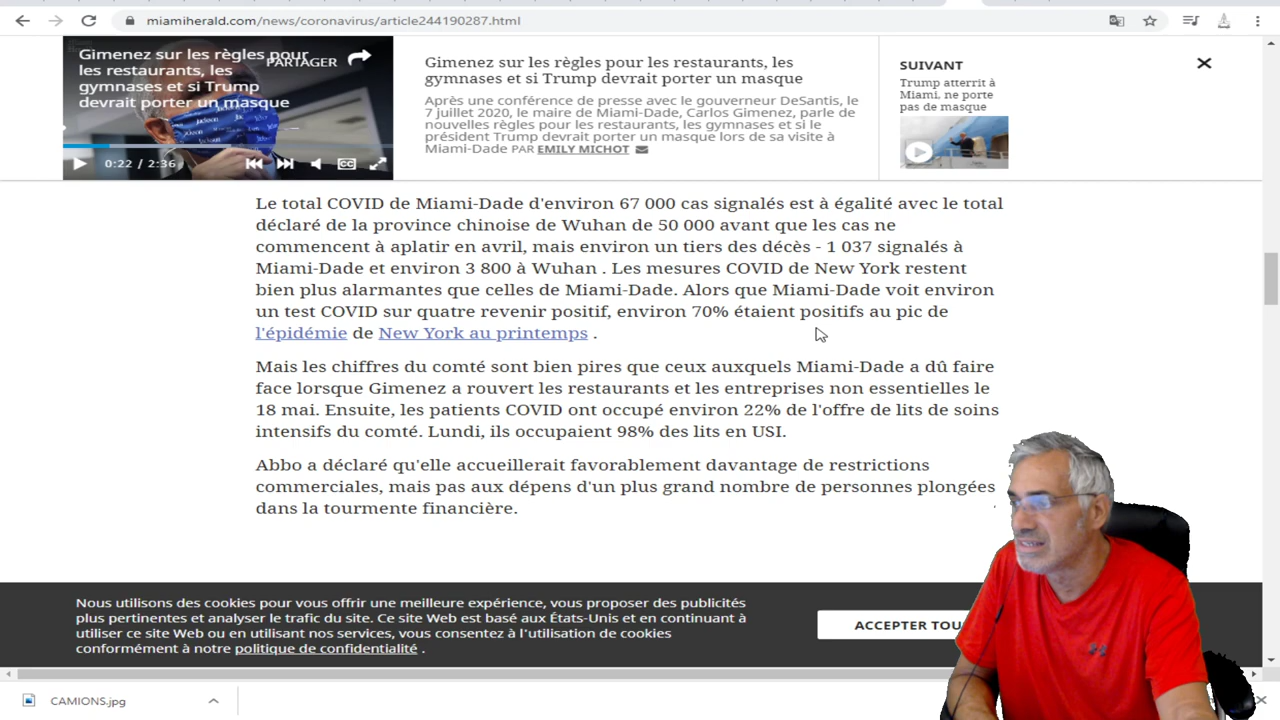 miamiherald.com/news/coronavirus/article244190287.html
Gimenez sur les règles pour
les restaurants, les
gymnases et si Trump
devrait porter un masque
PARTAGER
0:22 / 2:36
CC
Gimenez sur les règles pour les restaurants, les
gymnases et si Trump devrait porter un masque
Après une conférence de presse avec le gouverneur DeSantis, le
7 juillet 2020, le maire de Miami-Dade, Carlos Gimenez, parle de
nouvelles règles pour les restaurants, les gymnases et si le
président Trump devrait porter un masque lors de sa visite à
Miami-Dade PAR EMILY MICHOT
SUIVANT
Trump atterrit à
Miami, ne porte
pas de masque
Le total COVID de Miami-Dade d'environ 67 000 cas signalés est à égalité avec le total
déclaré de la province chinoise de Wuhan de 50 000 avant que les cas ne
commencent à aplatir en avril, mais environ un tiers des décès - 1 037 signalés à
Miami-Dade et environ 3 800 à Wuhan . Les mesures COVID de New York restent
bien plus alarmantes que celles de Miami-Dade. Alors que Miami-Dade voit environ
un test COVID sur quatre revenir positif, environ 70% étaient positifs au pic de
l'épidémie de New York au printemps .
Mais les chiffres du comté sont bien pires que ceux auxquels Miami-Dade a dû faire
face lorsque Gimenez a rouvert les restaurants et les entreprises non essentielles le
18 mai. Ensuite, les patients COVID ont occupé environ 22% de l'offre de lits de soins
intensifs du comté. Lundi, ils occupaient 98% des lits en USI.
Abbo a déclaré qu'elle accueillerait favorablement davantage de restrictions
commerciales, mais pas aux dépens d'un plus grand nombre de personnes plongées
dans la tourmente financière.
Nous utilisons des cookies pour vous offrir une meilleure expérience, vous proposer des publicités
plus pertinentes et analyser le trafic du site. Ce site Web est basé aux États-Unis et en continuant à
utiliser ce site Web ou en utilisant nos services, vous consentez à l'utilisation de cookies
conformément à notre politique de confidentialité .
ACCEPTER TOU
CAMIONS.jpg